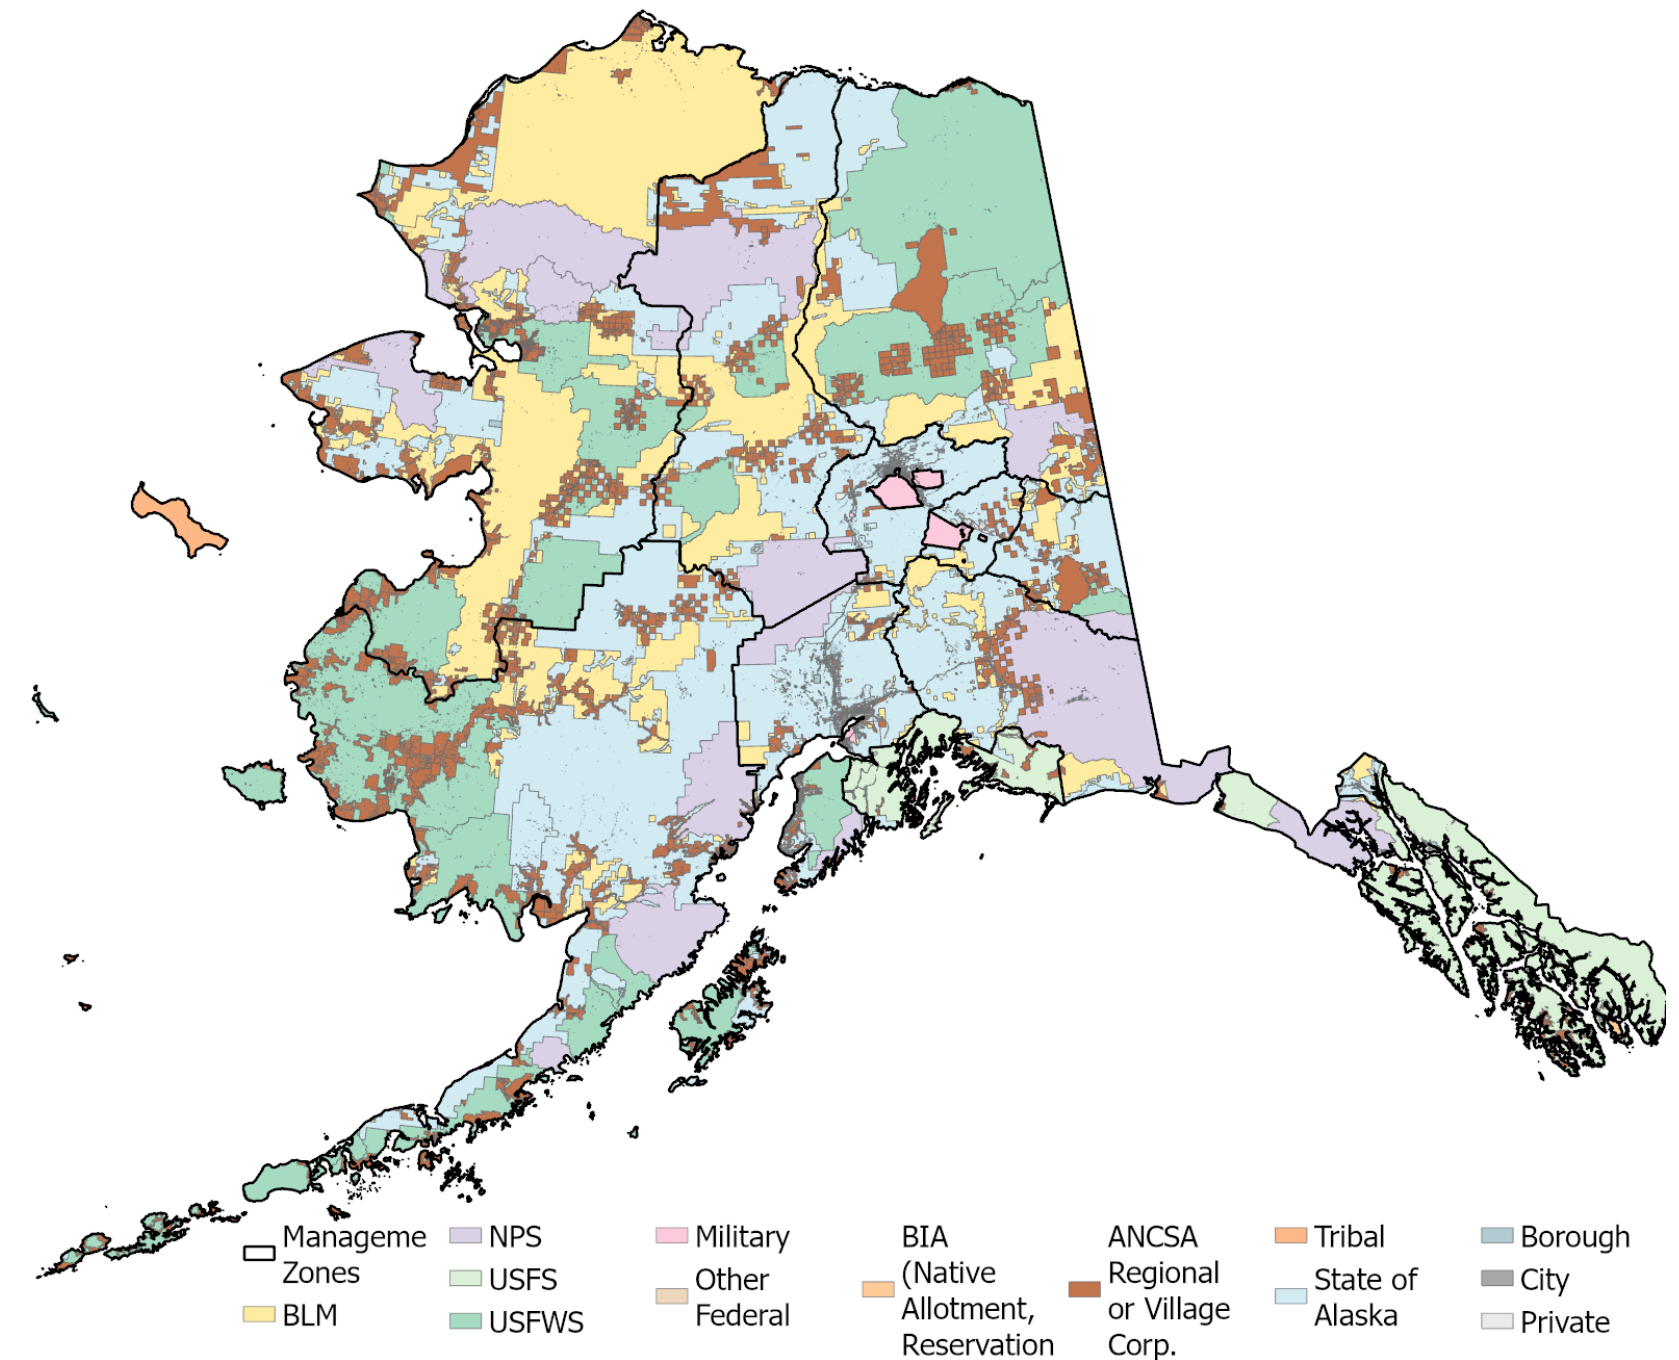 Manageme
Zones
BLM
NPS
USFS
USFWS
Military
Other
Federal
BIA
(Native
Allotment,
Reservation
ANCSA
Regional
or Village
Corp.
Tribal
State of
Alaska
Borough
City
Private